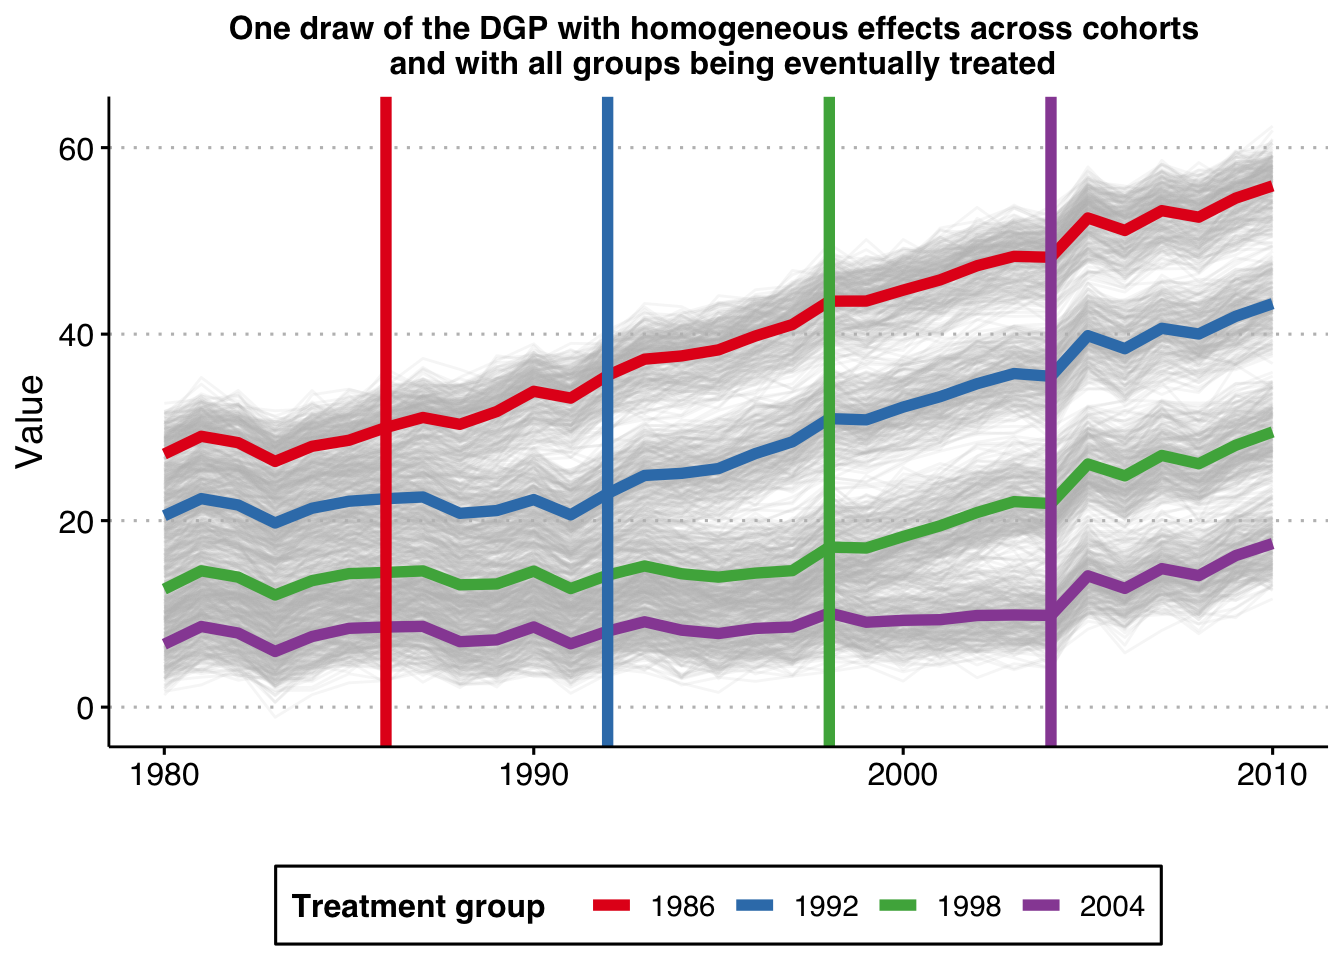 One draw of the DGP with homogeneous effects across cohorts
and with all groups being eventually treated
Value
60
40
20
0
1980 1990 2000 2010
Treatment group 1986 1992 1998 2004